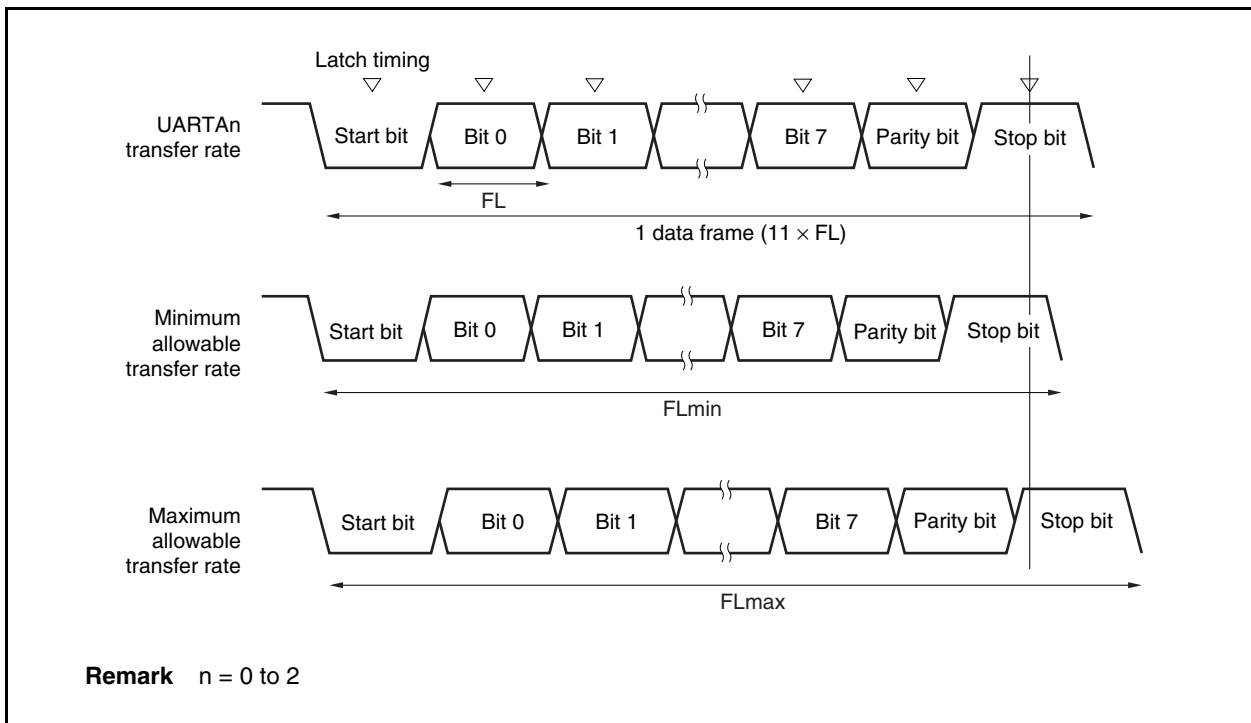 Latch timing
UARTAn
transfer rate
Start bit
Bit 0
Bit 1
Bit 7
Parity bit
Stop bit
FL
1 data frame (11 × FL)
Minimum
allowable
transfer rate
Start bit
Bit 0
Bit 1
Bit 7
Parity bit
Stop bit
FLmin
Maximum
allowable
transfer rate
Start bit
Bit 0
Bit 1
Bit 7
Parity bit
Stop bit
FLmax
Remark n = 0 to 2